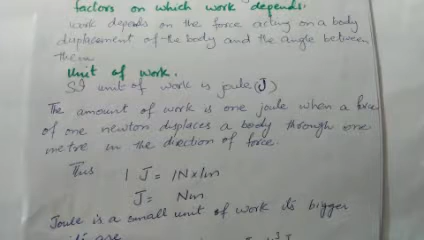 factors on which work depends.
work depends on the force acting on a body
displacement of the body and the angle between
them
Unit of work.
SI unit of work is joule (J)
The amount of work is one joule when a force
of one newton displaces a body through one
metre in the direction of force.
Thus 1 J = 1N x 1m
J = Nm
Joule is a small unit of work its bigger
are